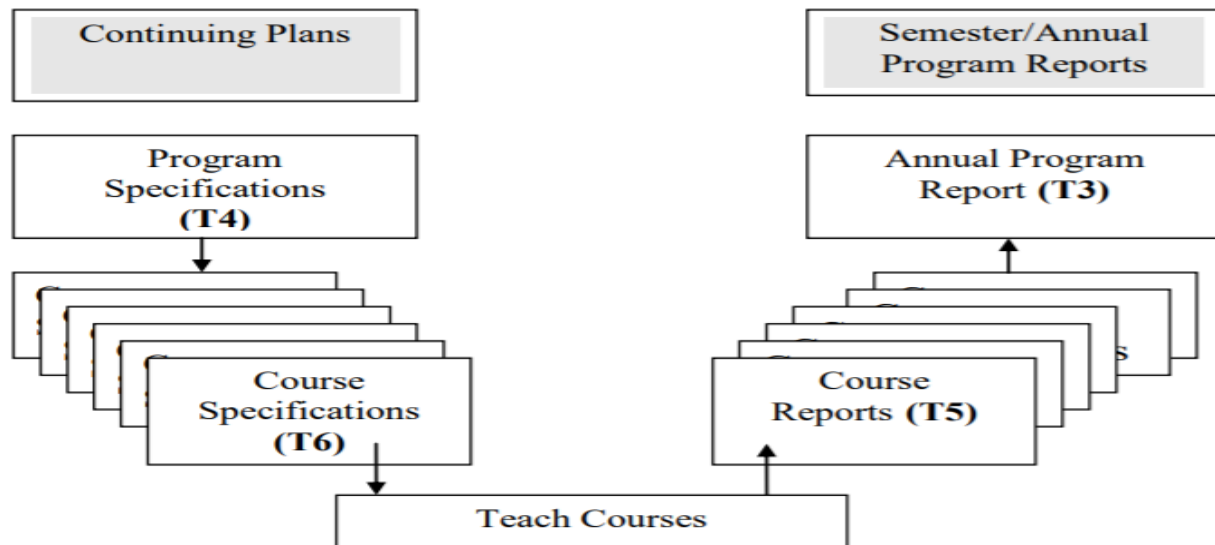 Continuing Plans
Semester/Annual
Program Reports
Program
Specifications
(T4)
Annual Program
Report (T3)
Course
Specifications
(T6)
Course
Reports (T5)
Teach Courses